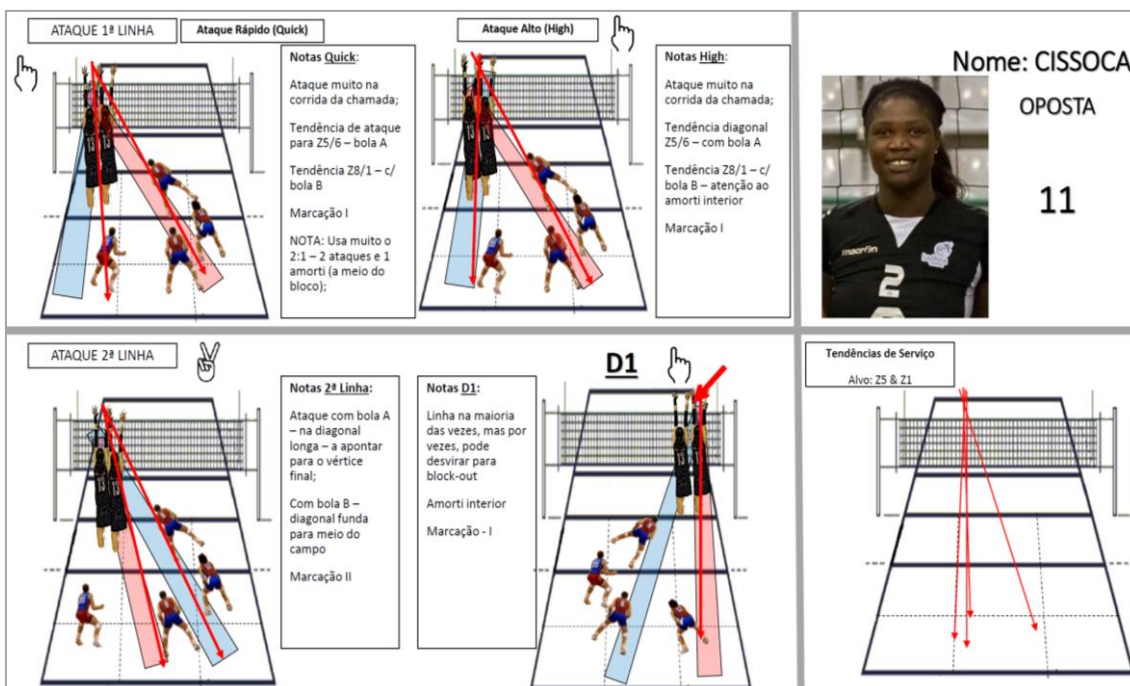 ATAQUE 1ª LINHA
Ataque Rápido (Quick)
Notas Quick:
Ataque muito na
corrida da chamada;
Tendência de ataque
para Z5/6 – bola A
Tendência Z8/1 – c/
bola B
Marcação I
NOTA: Usa muito o
2:1 – 2 ataques e 1
amorti (a meio do
bloco);
Ataque Alto (High)
Notas High:
Ataque muito na
corrida da chamada;
Tendência diagonal
Z5/6 – com bola A
Tendência Z8/1 – c/
bola B – atenção ao
amorti interior
Marcação I
Nome: CISSOCA
OPOSTA
11
macron
2
ATAQUE 2ª LINHA
Notas 2ª Linha:
Ataque com bola A
– na diagonal
longa – a apontar
para o vértice
final;
Com bola B –
diagonal funda
para meio do
campo
Marcação II
D1
Notas D1:
Linha na maioria
das vezes, mas por
vezes, pode
desvirar para
block-out
Amorti interior
Marcação - I
Tendências de Serviço
Alvo: Z5 & Z1